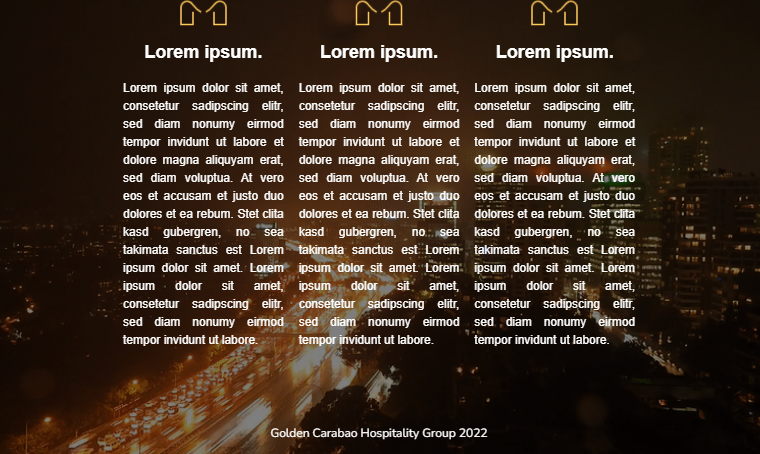 Lorem ipsum.
Lorem ipsum dolor sit amet,
consetetur sadipscing elitr,
sed diam nonumy eirmod
tempor invidunt ut labore et
dolore magna aliquyam erat,
sed diam voluptua. At vero
eos et accusam et justo duo
dolores et ea rebum. Stet clita
kasd gubergren, no sea
takimata sanctus est Lorem
ipsum dolor sit amet. Lorem
ipsum dolor sit amet,
consetetur sadipscing elitr,
sed diam nonumy eirmod
tempor invidunt ut labore.
Lorem ipsum.
Lorem ipsum dolor sit amet,
consetetur sadipscing elitr,
sed diam nonumy eirmod
tempor invidunt ut labore et
dolore magna aliquyam erat,
sed diam voluptua. At vero
eos et accusam et justo duo
dolores et ea rebum. Stet clita
kasd gubergren, no sea
takimata sanctus est Lorem
ipsum dolor sit amet. Lorem
ipsum dolor sit amet,
consetetur sadipscing elitr,
sed diam nonumy eirmod
tempor invidunt ut labore.
Lorem ipsum.
Lorem ipsum dolor sit amet,
consetetur sadipscing elitr,
sed diam nonumy eirmod
tempor invidunt ut labore et
dolore magna aliquyam erat,
sed diam voluptua. At vero
eos et accusam et justo duo
dolores et ea rebum. Stet clita
kasd gubergren, no sea
takimata sanctus est Lorem
ipsum dolor sit amet. Lorem
ipsum dolor sit amet,
consetetur sadipscing elitr,
sed diam nonumy eirmod
tempor invidunt ut labore.
Golden Carabao Hospitality Group 2022